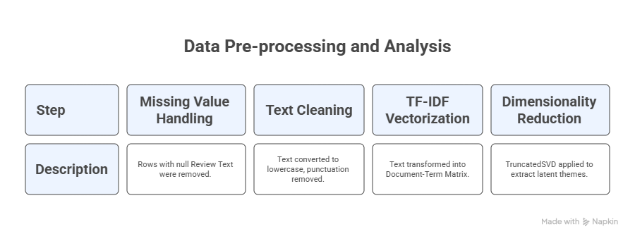 Data Pre-processing and Analysis
Step
Missing Value
Handling
Text Cleaning
TF-IDF
Vectorization
Dimensionality
Reduction
Description
Rows with null Review Text
were removed.
Text converted to
lowercase, punctuation
removed.
Text transformed into
Document-Term Matrix.
TruncatedSVD applied to
extract latent themes.
Made with Napkin